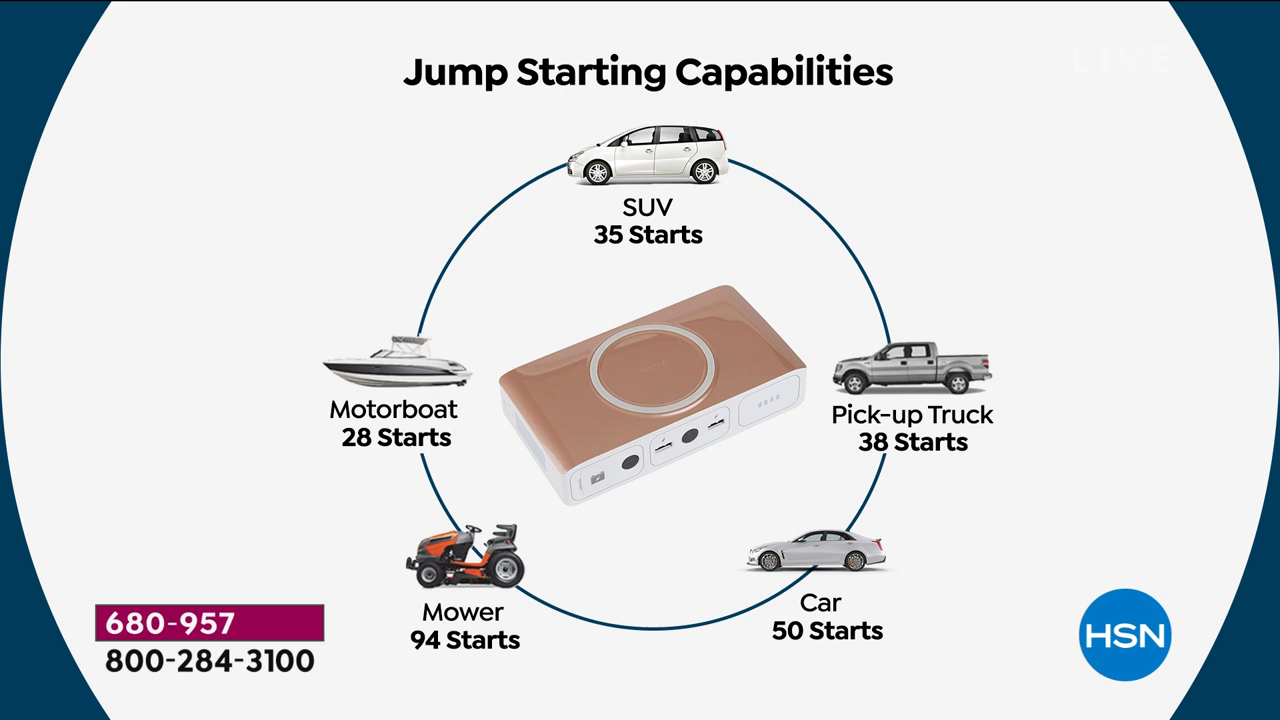 Jump Starting Capabilities
LIVE
SUV
35 Starts
Motorboat
28 Starts
Pick-up Truck
38 Starts
Mower
94 Starts
Car
50 Starts
680-957
800-284-3100
HSN